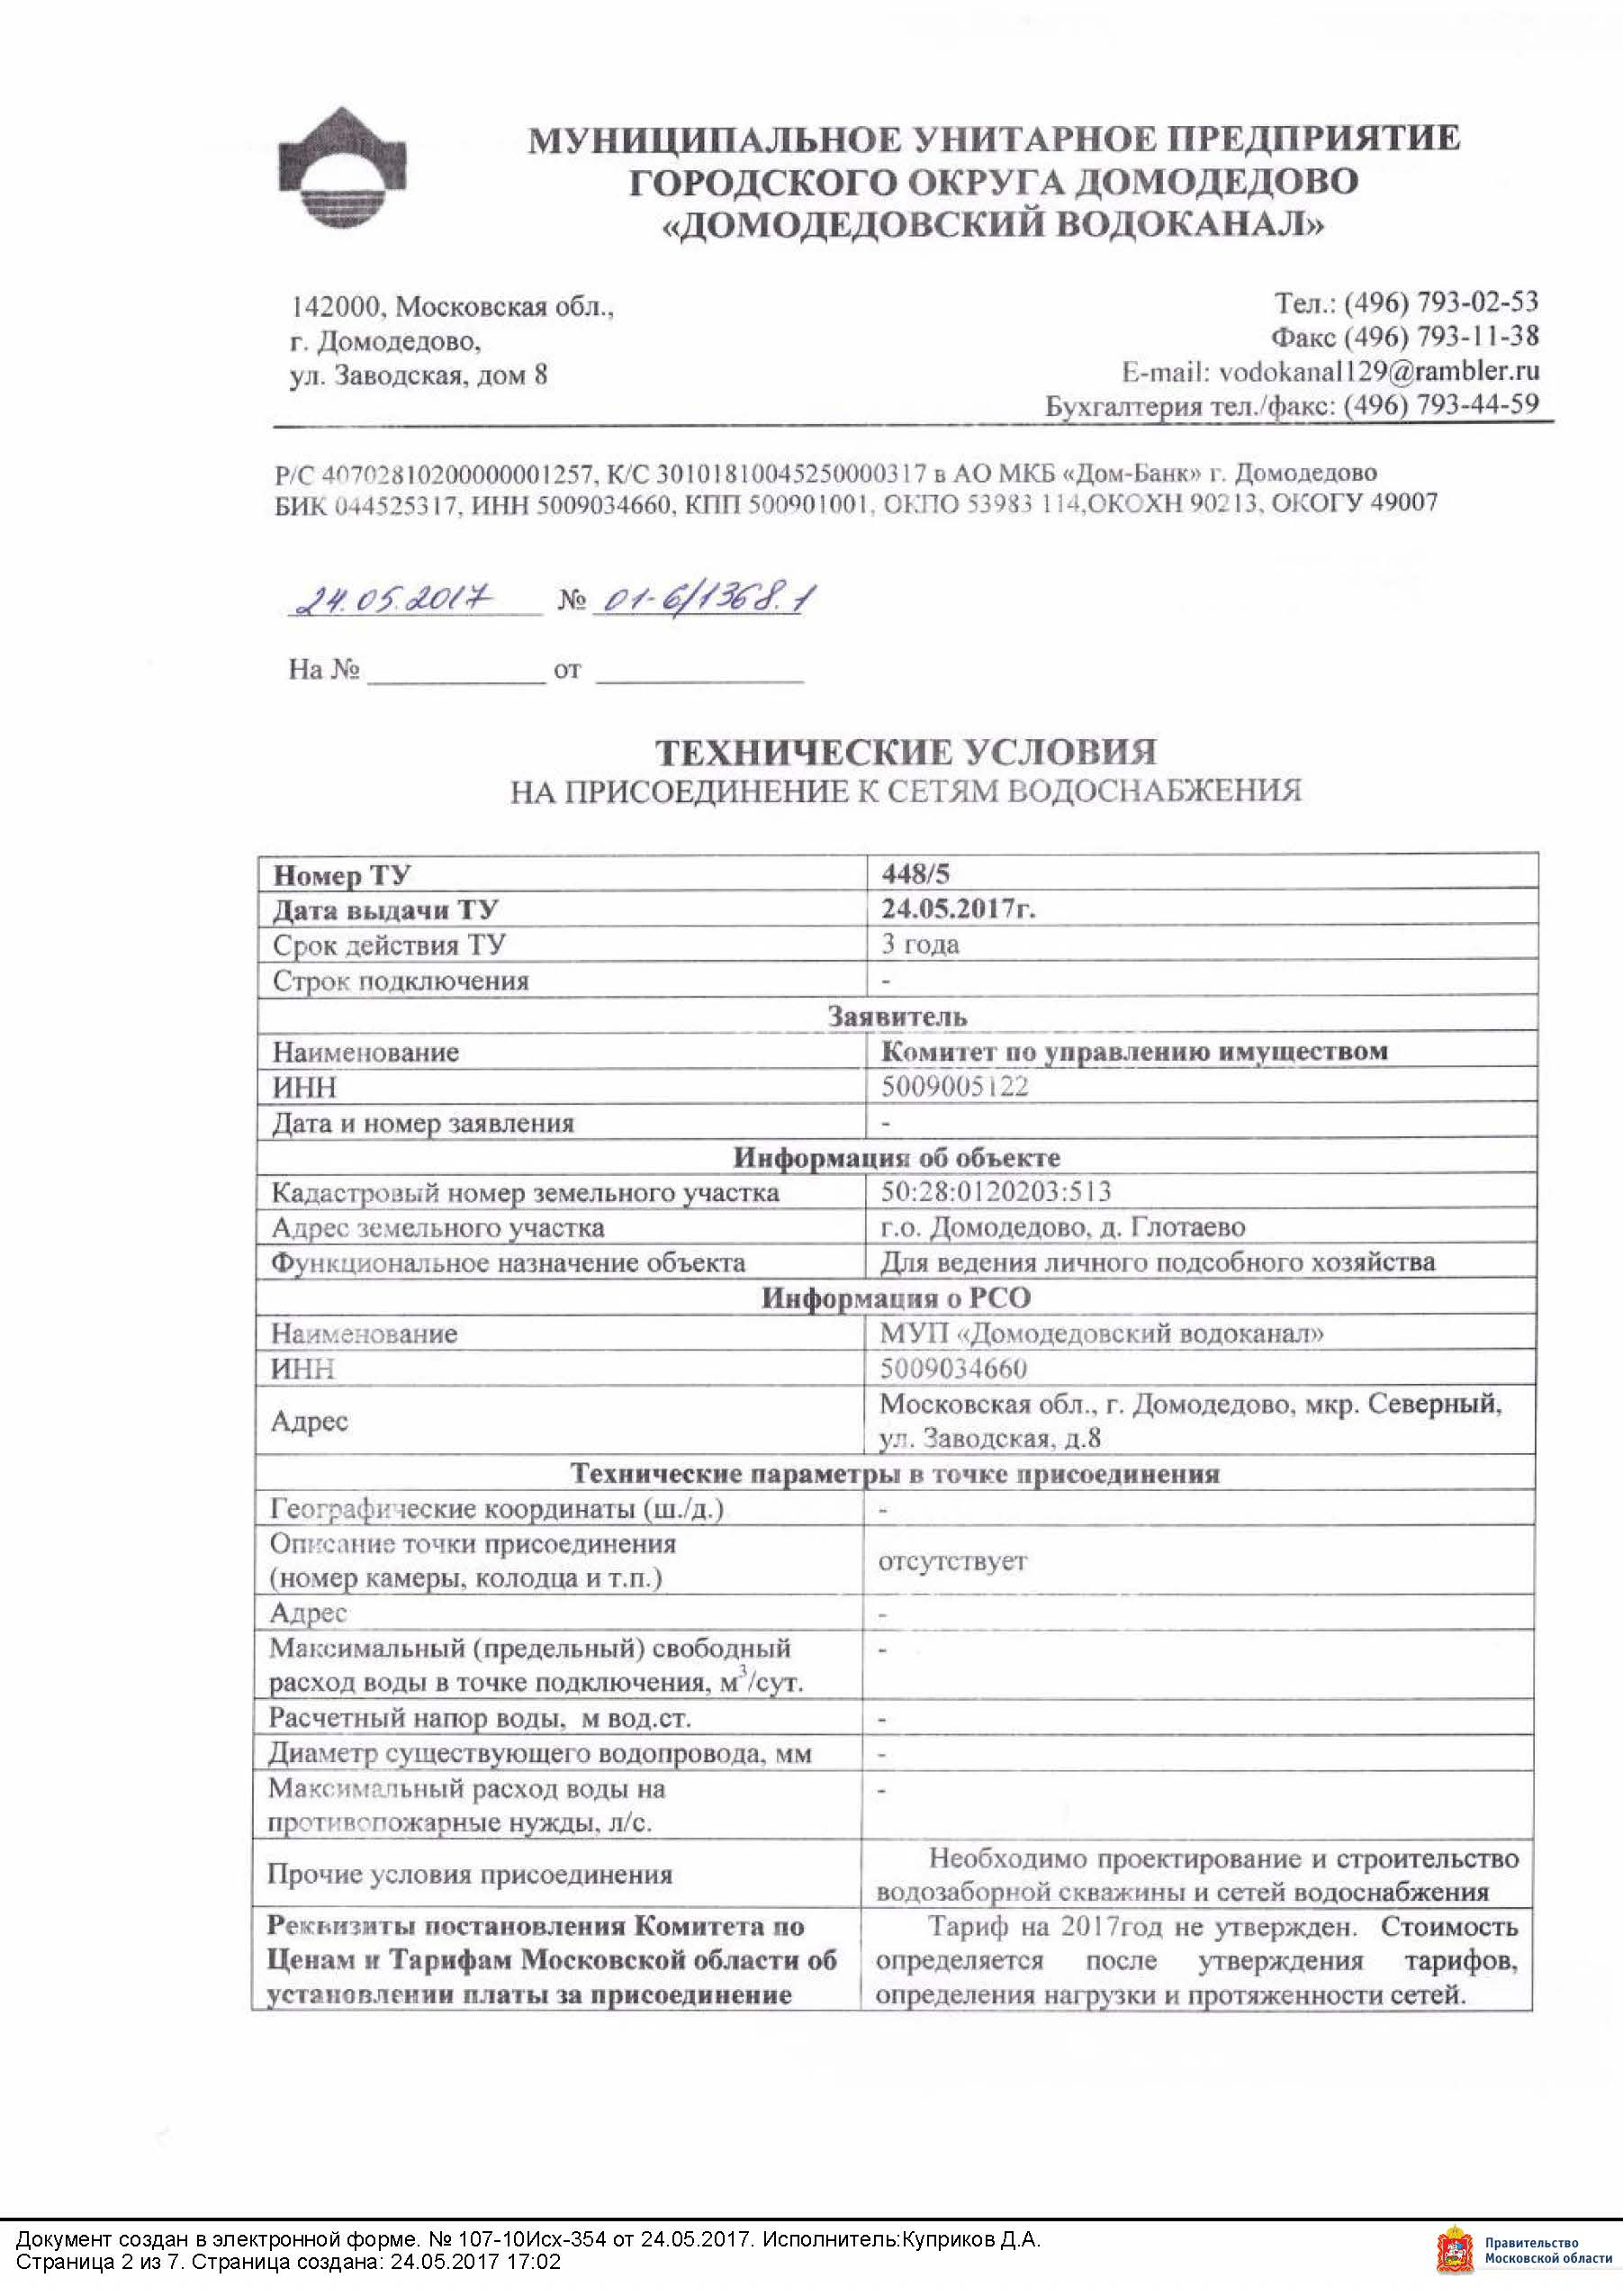 МУНИЦИПАЛЬНОЕ УНИТАРНОЕ ПРЕДПРИЯТИЕ
ГОРОДСКОГО ОКРУГА ДОМОДЕДОВО
«ДОМОДЕДОВСКИЙ ВОДОКАНАЛ»
142000, Московская обл.,
г. Домодедово,
ул. Заводская, дом 8
Тел.: (496) 793-02-53
Факс (496) 793-11-38
E-mail: vodokanal129@rambler.ru
Бухгалтерия тел./факс: (496) 793-44-59
Р/С 40702810200000001257, К/С 30101810045250000317 в АО МКБ «Дом-Банк» г. Домодедово
БИК 044525317, ИНН 5009034660, КПП 500901001, ОКПО 53983 114,ОКОХН 90213, ОКОГУ 49007
24.05.2017 № 01-6/1368.1
На № от
ТЕХНИЧЕСКИЕ УСЛОВИЯ
НА ПРИСОЕДИНЕНИЕ К СЕТЯМ ВОДОСНАБЖЕНИЯ
Номер ТУ 448/5
Дата выдачи ТУ 24.05.2017г.
Срок действия ТУ 3 года
Строк подключения -
Заявитель
Наименование Комитет по управлению имуществом
ИНН 5009005122
Дата и номер заявления -
Информация об объекте
Кадастровый номер земельного участка 50:28:0120203:513
Адрес земельного участка г.о. Домодедово, д. Глотаево
Функциональное назначение объекта Для ведения личного подсобного хозяйства
Информация о РСО
Наименование МУП «Домодедовский водоканал»
ИНН 5009034660
Адрес
Московская обл., г. Домодедово, мкр. Северный,
ул. Заводская, д.8
Технические параметры в точке присоединения
Географические координаты (ш./д.) -
Описание точки присоединения
(номер камеры, колодца и т.п.)
отсутствует
Адрес -
Максимальный (предельный) свободный
расход воды в точке подключения, м³/сут.
-
Расчетный напор воды, м вод.ст. -
Диаметр существующего водопровода, мм -
Максимальный расход воды на
противопожарные нужды, л/с.
-
Прочие условия присоединения
Необходимо проектирование и строительство
водозаборной скважины и сетей водоснабжения
Реквизиты постановления Комитета по
Ценам и Тарифам Московской области об
установлении платы за присоединение
Тариф на 2017год не утвержден. Стоимость
определяется после утверждения тарифов,
определения нагрузки и протяженности сетей.
Документ создан в электронной форме. № 107-10Исх-354 от 24.05.2017. Исполнитель:Куприков Д.А.
Страница 2 из 7. Страница создана: 24.05.2017 17:02
Правительство
Московской области